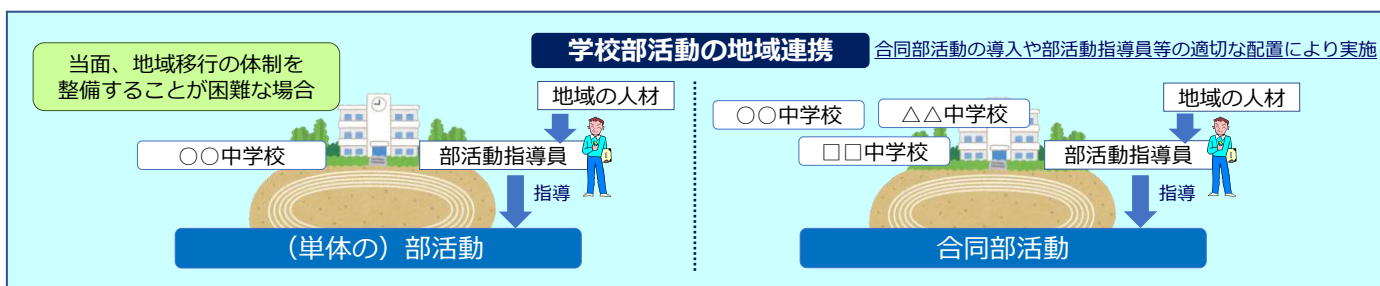 学校部活動の地域連携
合同部活動の導入や部活動指導員等の適切な配置により実施
当面、地域移行の体制を
整備することが困難な場合
地域の人材
○○中学校
部活動指導員
指導
（単体の）部活動
地域の人材
○○中学校
△△中学校
□□中学校
部活動指導員
指導
合同部活動